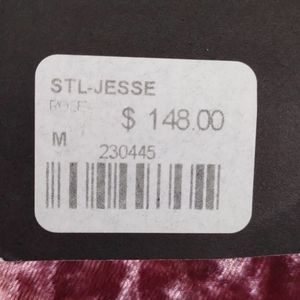 STL-JESSE
ROSE
$ 148.00
M
230445